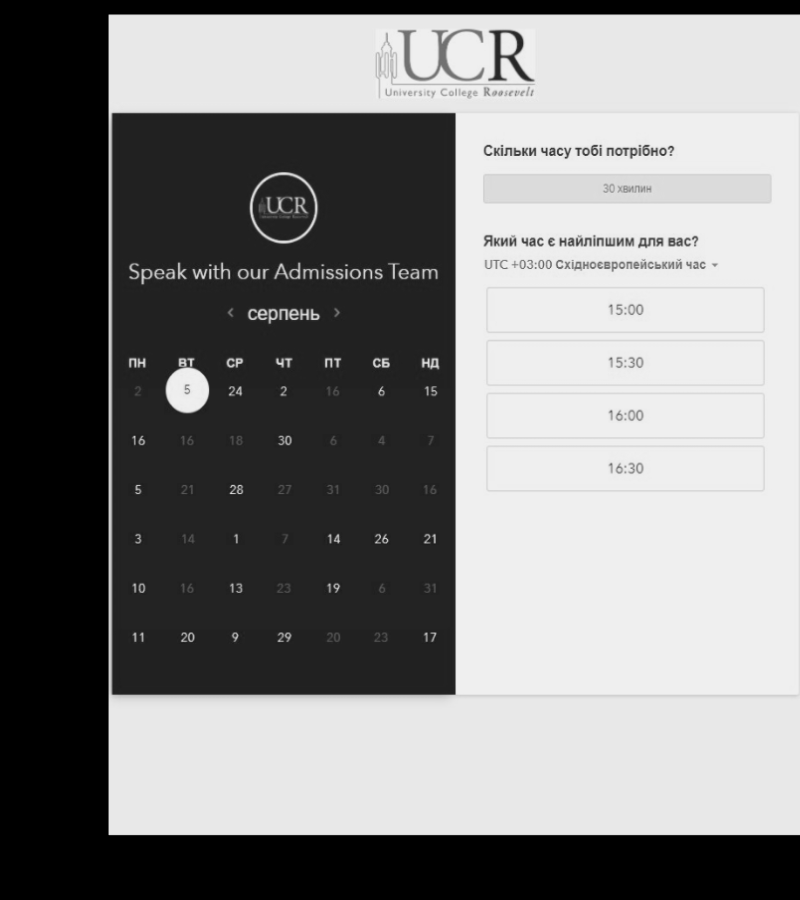 UCR
University College Roosevelt
UCR
Speak with our Admissions Team
серпень
ПН ВТ СР ЧТ ПТ СБ НД
2 5 24 2 16 6 15
16 16 18 30 6 4 7
5 21 28 27 31 30 16
3 14 1 7 14 26 21
10 16 13 23 19 6 31
11 20 9 29 20 23 17
Скільки часу тобі потрібно?
30 хвилин
Який час є найліпшим для вас?
UTC +03:00 Східноєвропейський час
15:00
15:30
16:00
16:30